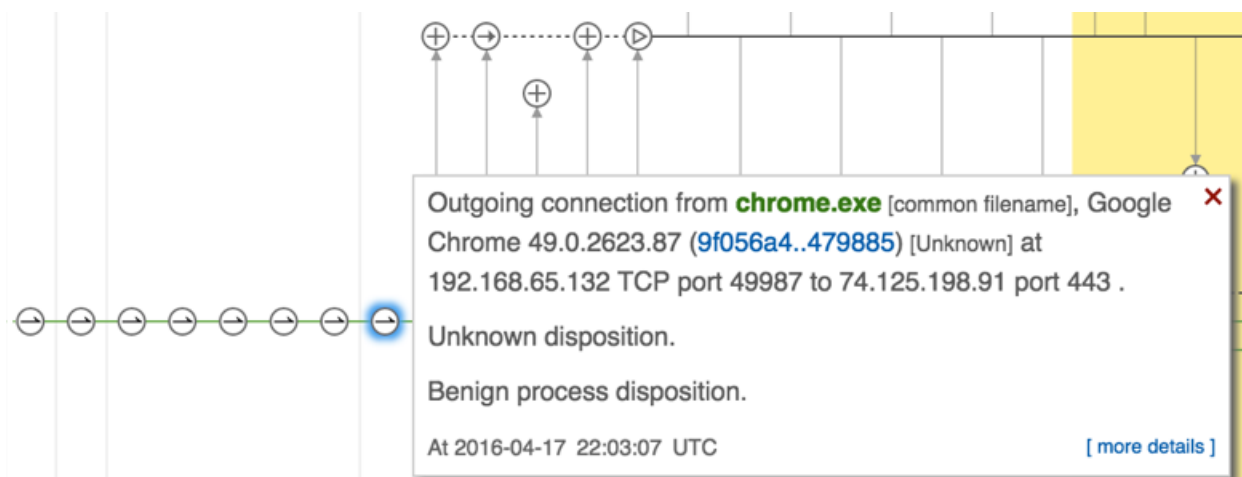 Outgoing connection from chrome.exe [common filename], Google
Chrome 49.0.2623.87 (9f056a4..479885) [Unknown] at
192.168.65.132 TCP port 49987 to 74.125.198.91 port 443 .
Unknown disposition.
Benign process disposition.
At 2016-04-17 22:03:07 UTC [ more details ]